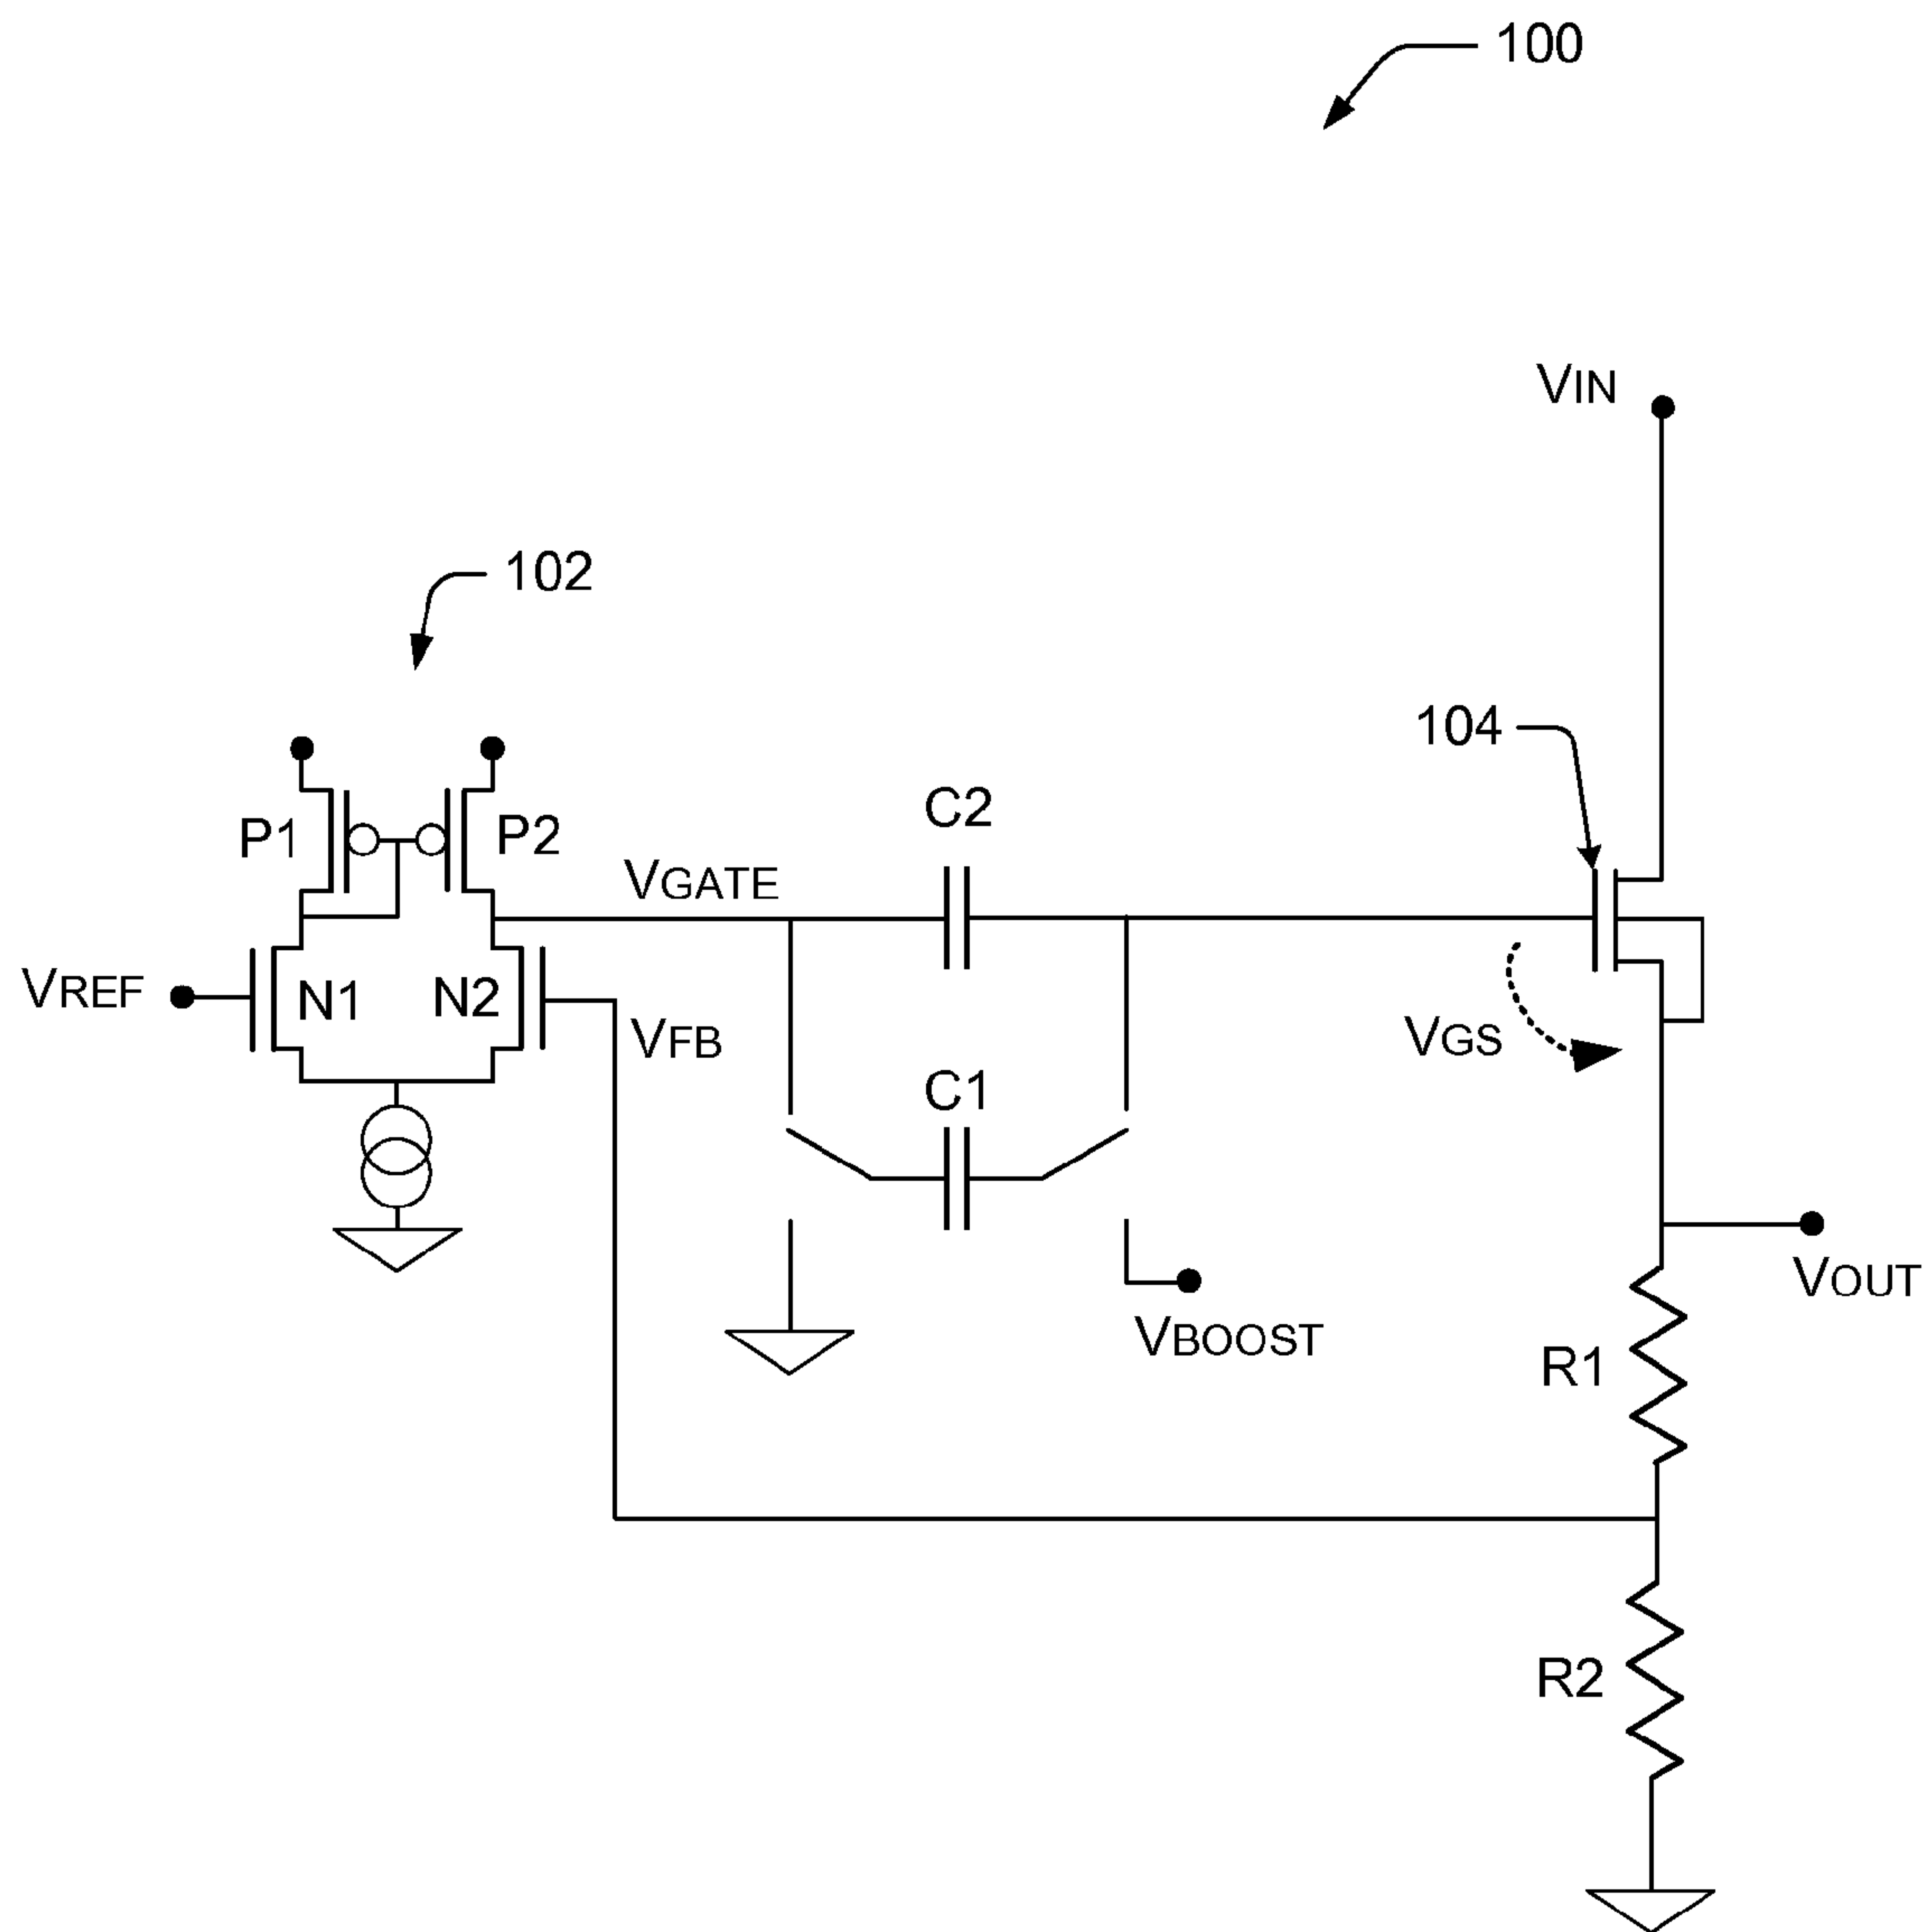 100
VIN
102
104
C2
P1
P2
VGATE
VREF
N1
N2
VFB
VGS
C1
VOUT
VBOOST
R1
R2